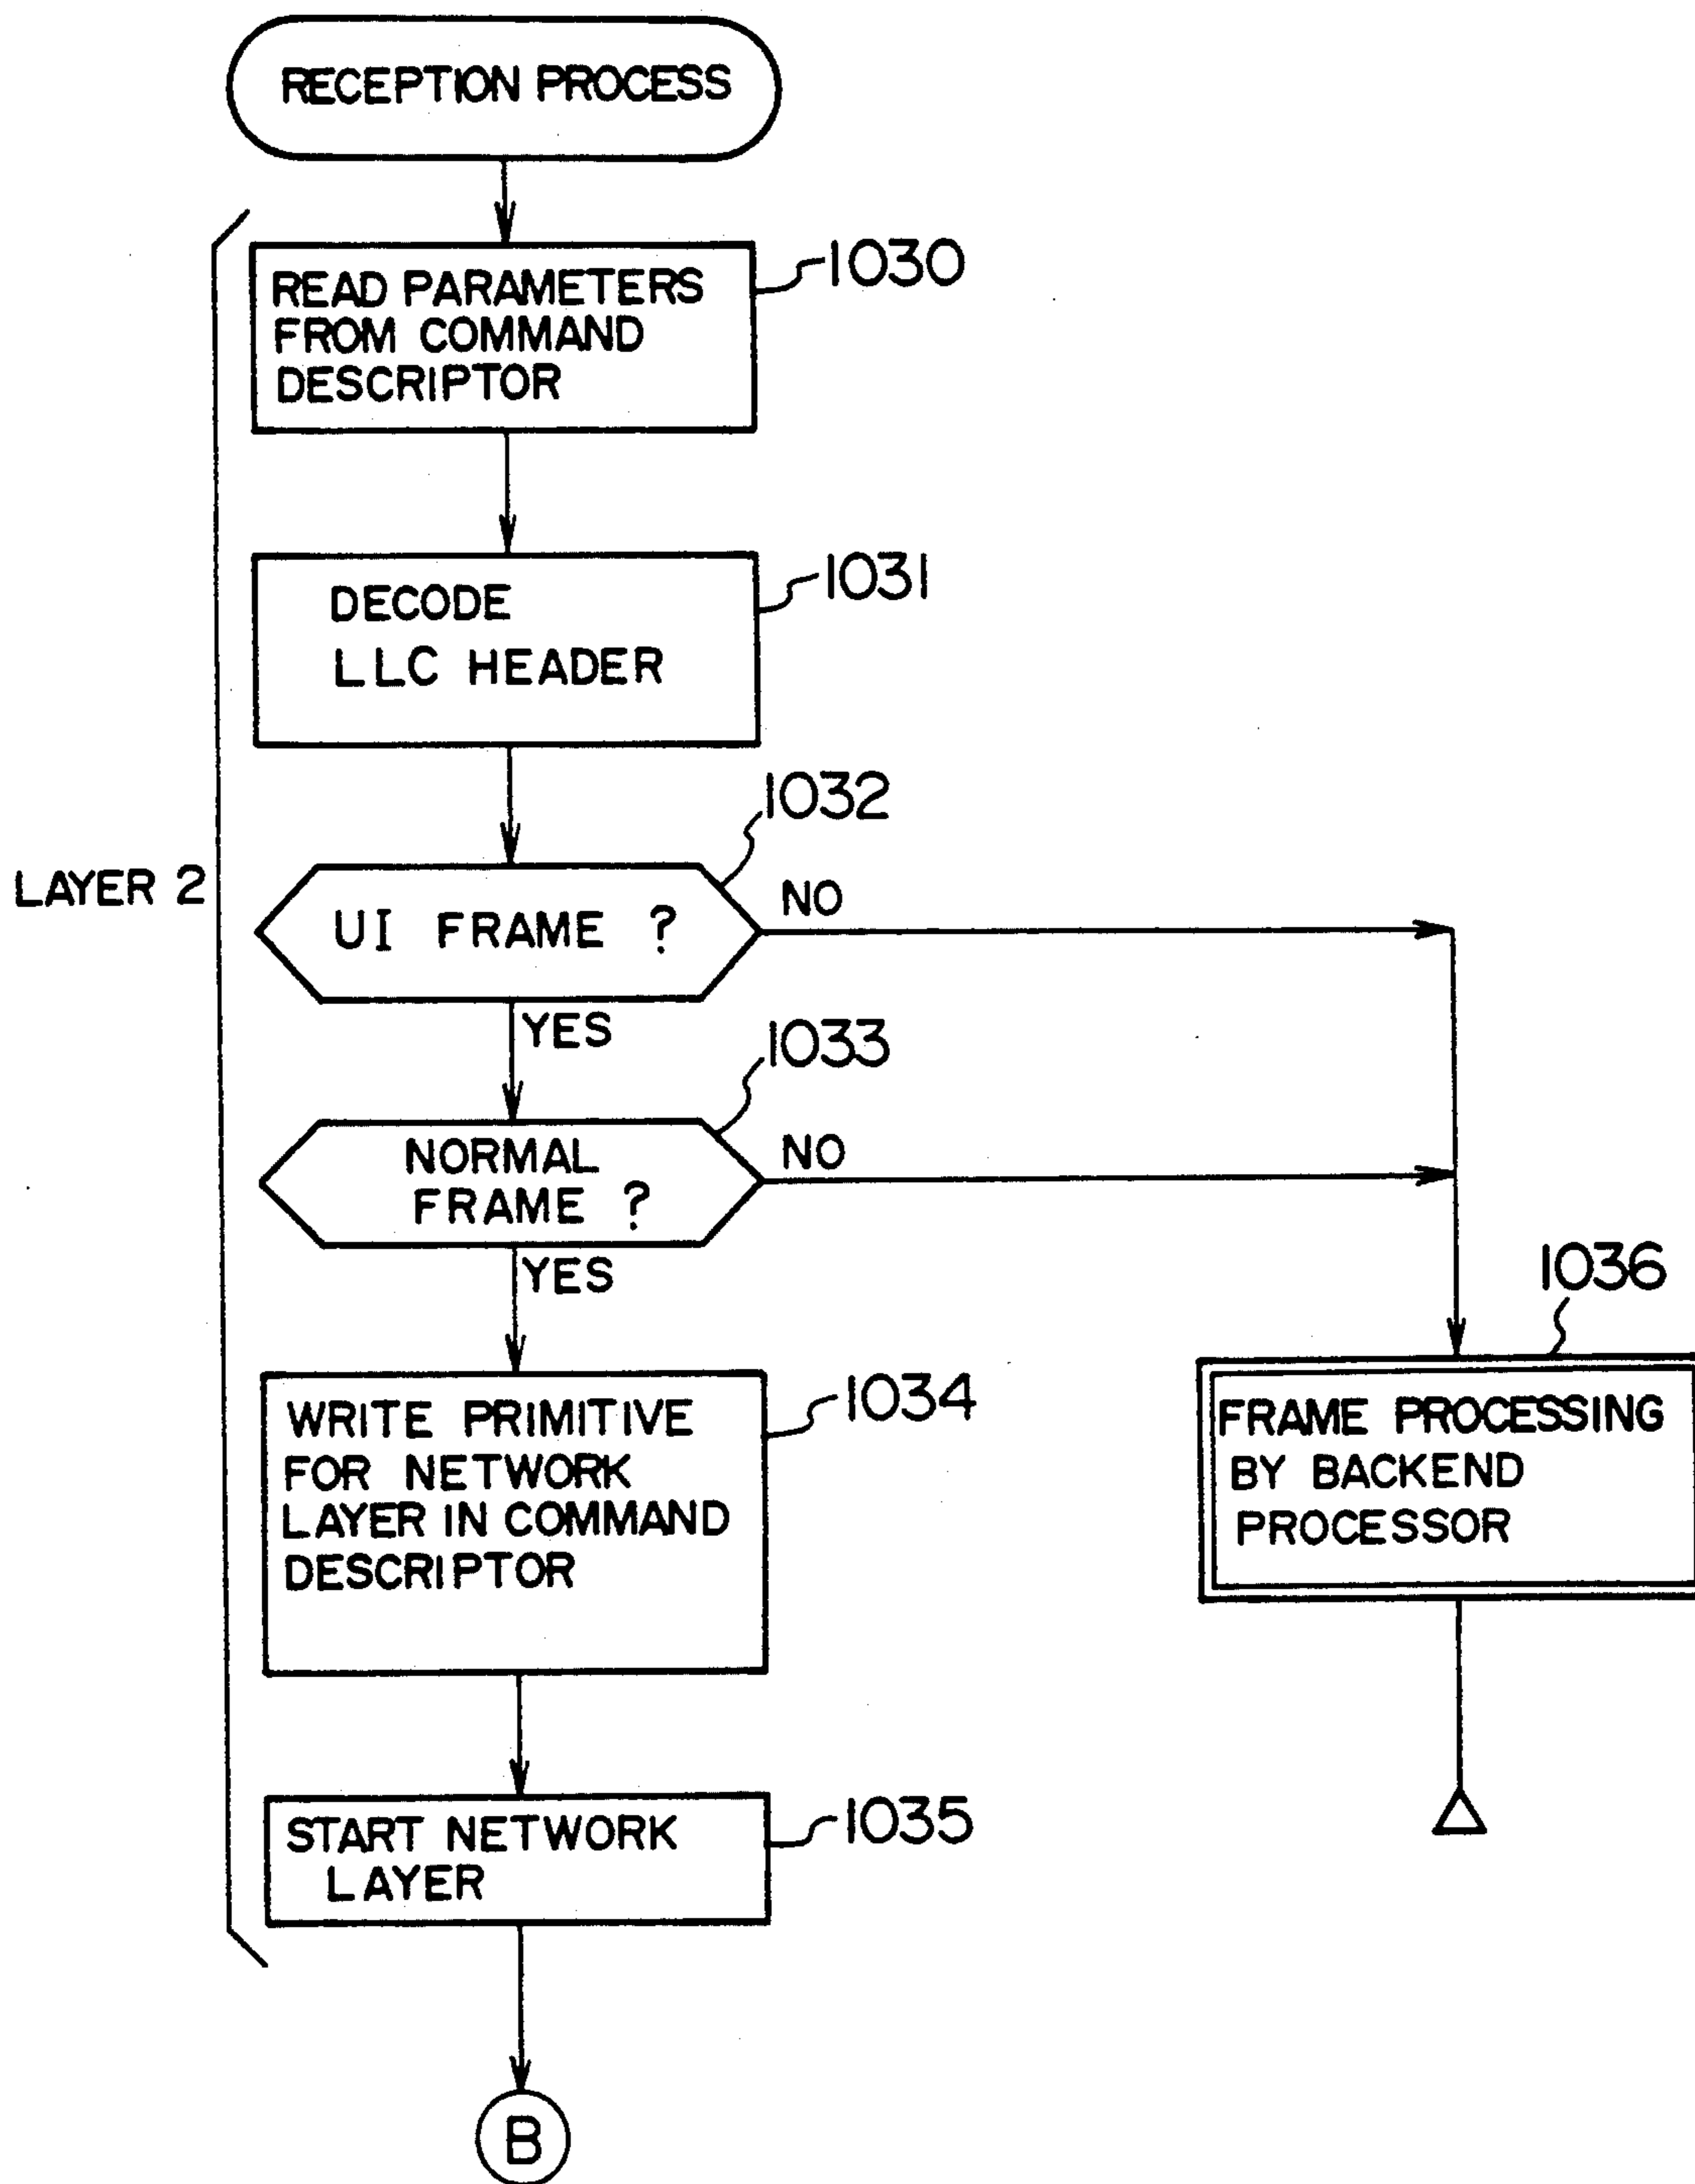 RECEPTION PROCESS
1030
READ PARAMETERS
FROM COMMAND
DESCRIPTOR
1031
DECODE
LLC HEADER
1032
LAYER 2
UI FRAME ?
NO
YES
1033
NORMAL
FRAME ?
NO
YES
1036
1034
WRITE PRIMITIVE
FOR NETWORK
LAYER IN COMMAND
DESCRIPTOR
FRAME PROCESSING
BY BACKEND
PROCESSOR
1035
START NETWORK
LAYER
B